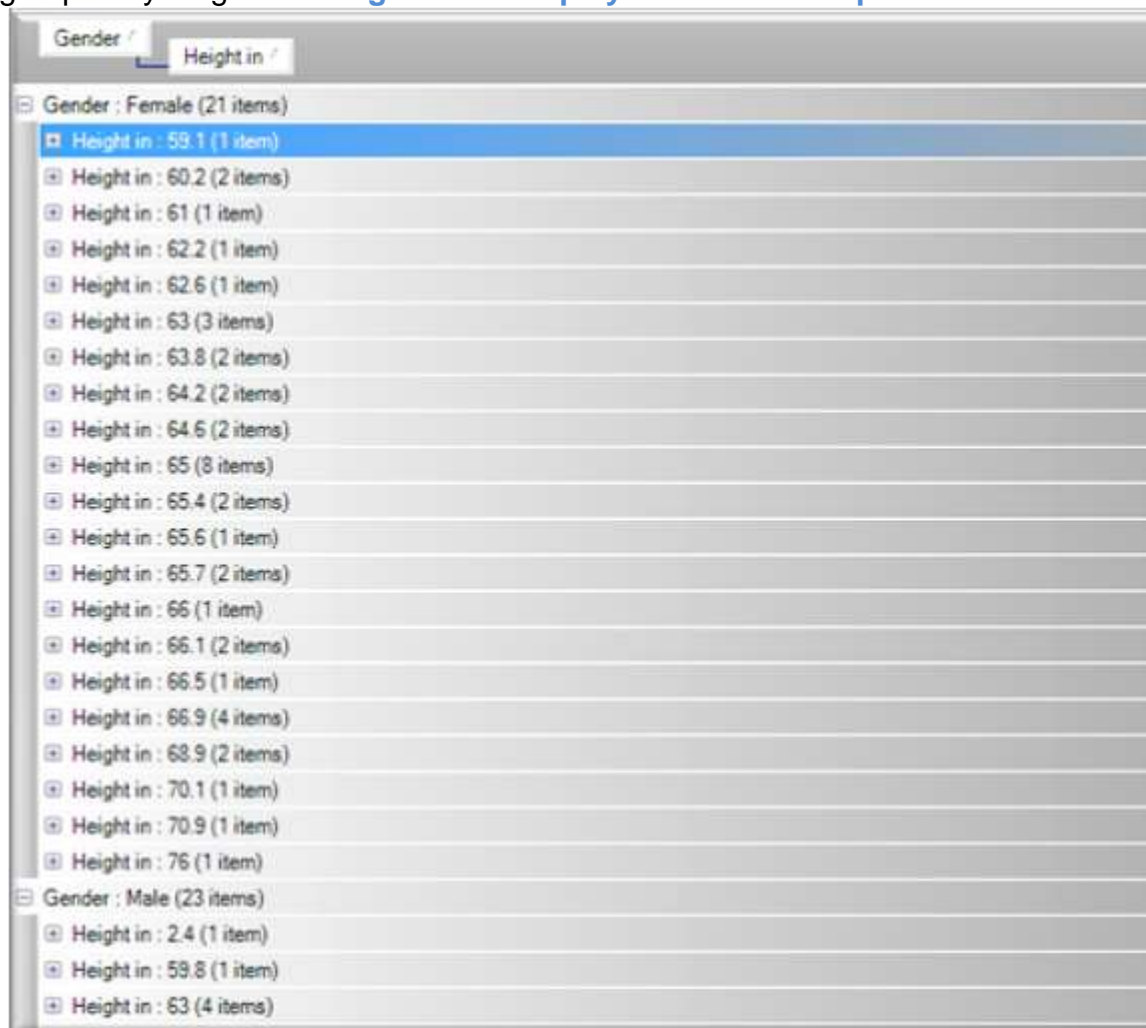 Gender
Height in
Gender : Female (21 items)
Height in : 59.1 (1 item)
Height in : 60.2 (2 items)
Height in : 61 (1 item)
Height in : 62.2 (1 item)
Height in : 62.6 (1 item)
Height in : 63 (3 items)
Height in : 63.8 (2 items)
Height in : 64.2 (2 items)
Height in : 64.6 (2 items)
Height in : 65 (8 items)
Height in : 65.4 (2 items)
Height in : 65.6 (1 item)
Height in : 65.7 (2 items)
Height in : 66 (1 item)
Height in : 66.1 (2 items)
Height in : 66.5 (1 item)
Height in : 66.9 (4 items)
Height in : 68.9 (2 items)
Height in : 70.1 (1 item)
Height in : 70.9 (1 item)
Height in : 76 (1 item)
Gender : Male (23 items)
Height in : 2.4 (1 item)
Height in : 59.8 (1 item)
Height in : 63 (4 items)